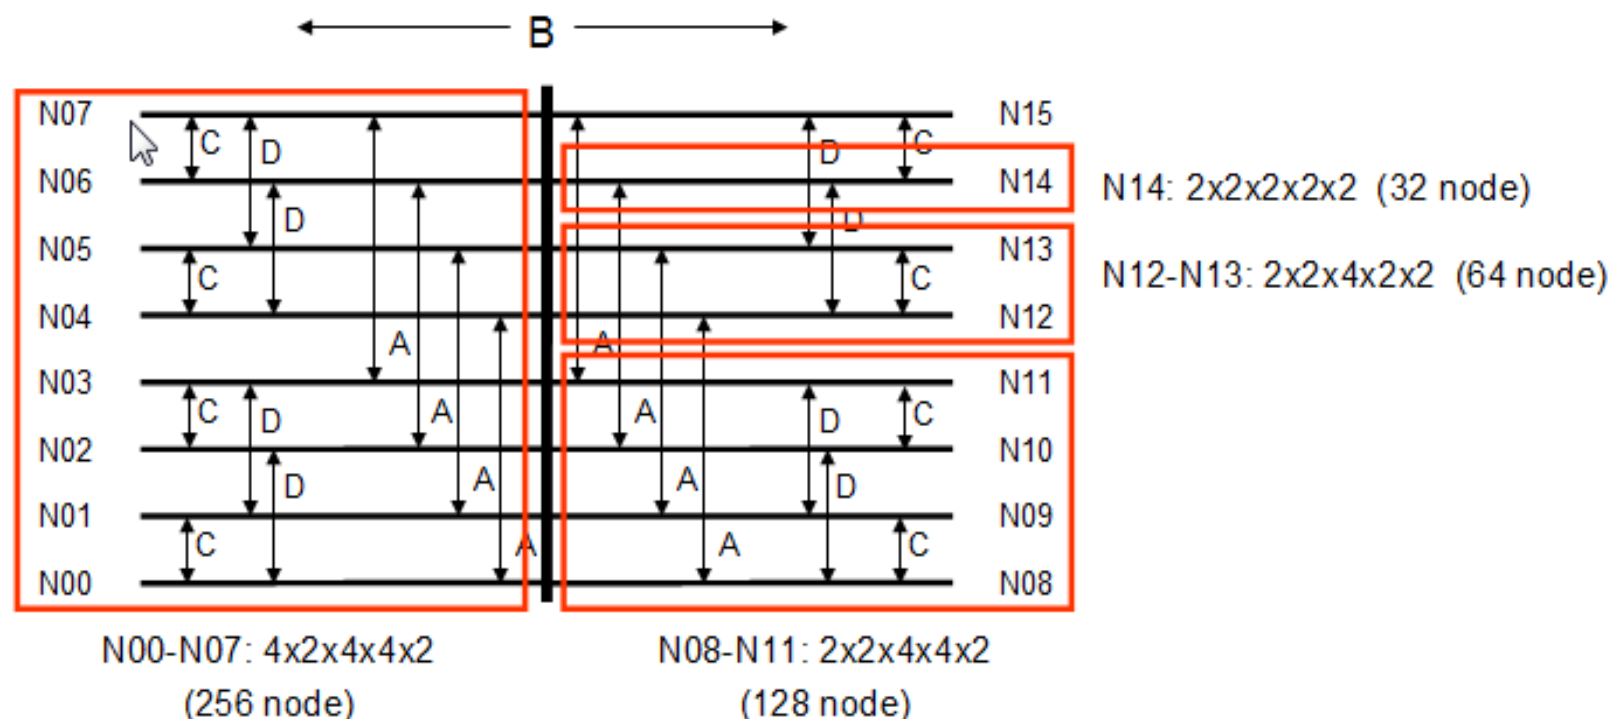 B
N07
N15
C
D
D
C
N06
N14
N14: 2x2x2x2x2 (32 node)
D
D
N05
N13
C
C
N12-N13: 2x2x4x2x2 (64 node)
N04
N12
A
A
N03
N11
C
D
A
A
D
C
N02
N10
D
A
A
D
N01
N09
C
A
A
C
N00
N08
N00-N07: 4x2x4x4x2
(256 node)
N08-N11: 2x2x4x4x2
(128 node)